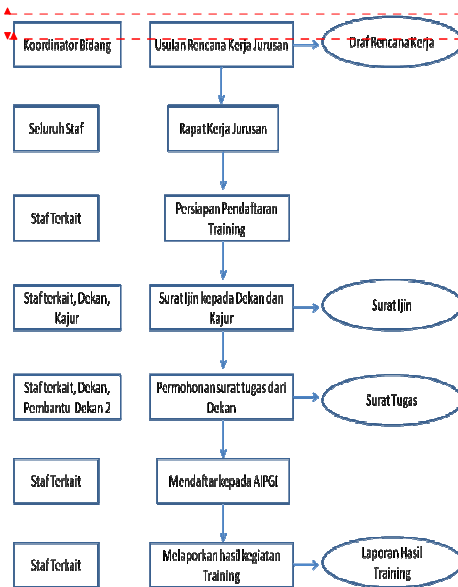 Koordinator Bidang
Usulan Rencana Kerja Jurusan
Draf Rencana Kerja
Seluruh Staf
Rapat Kerja Jurusan
Staf Terkait
Persiapan Pendaftaran
Training
Staf terkait, Dekan,
Kajur
Surat Ijin kepada Dekan dan
Kajur
Surat Ijin
Staf terkait, Dekan,
Pembantu Dekan 2
Permohonan surat tugas dari
Dekan
Surat Tugas
Staf Terkait
Mendaftar kepada AIPGI
Staf Terkait
Melaporkan hasil kegiatan
Training
Laporan Hasil
Training